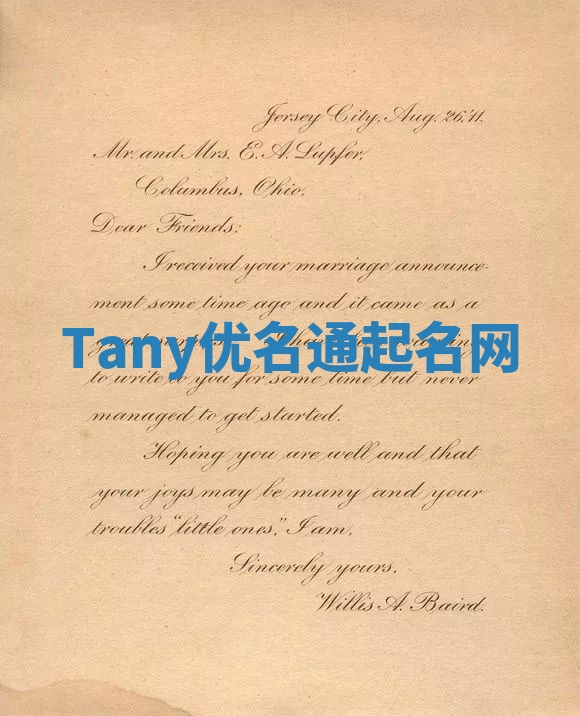 Jersey City, Aug. 26, '11.
Mr. and Mrs. E. A. Lupfer,
Columbus, Ohio.
Dear Friends:
I received your marriage announce-
ment some time ago and it came as a
Tany优名通起名网
to write to you for some time but never
managed to get started.
Hoping you are well and that
your joys may be many and your
troubles "little ones," I am,
Sincerely yours,
Willis A. Baird.